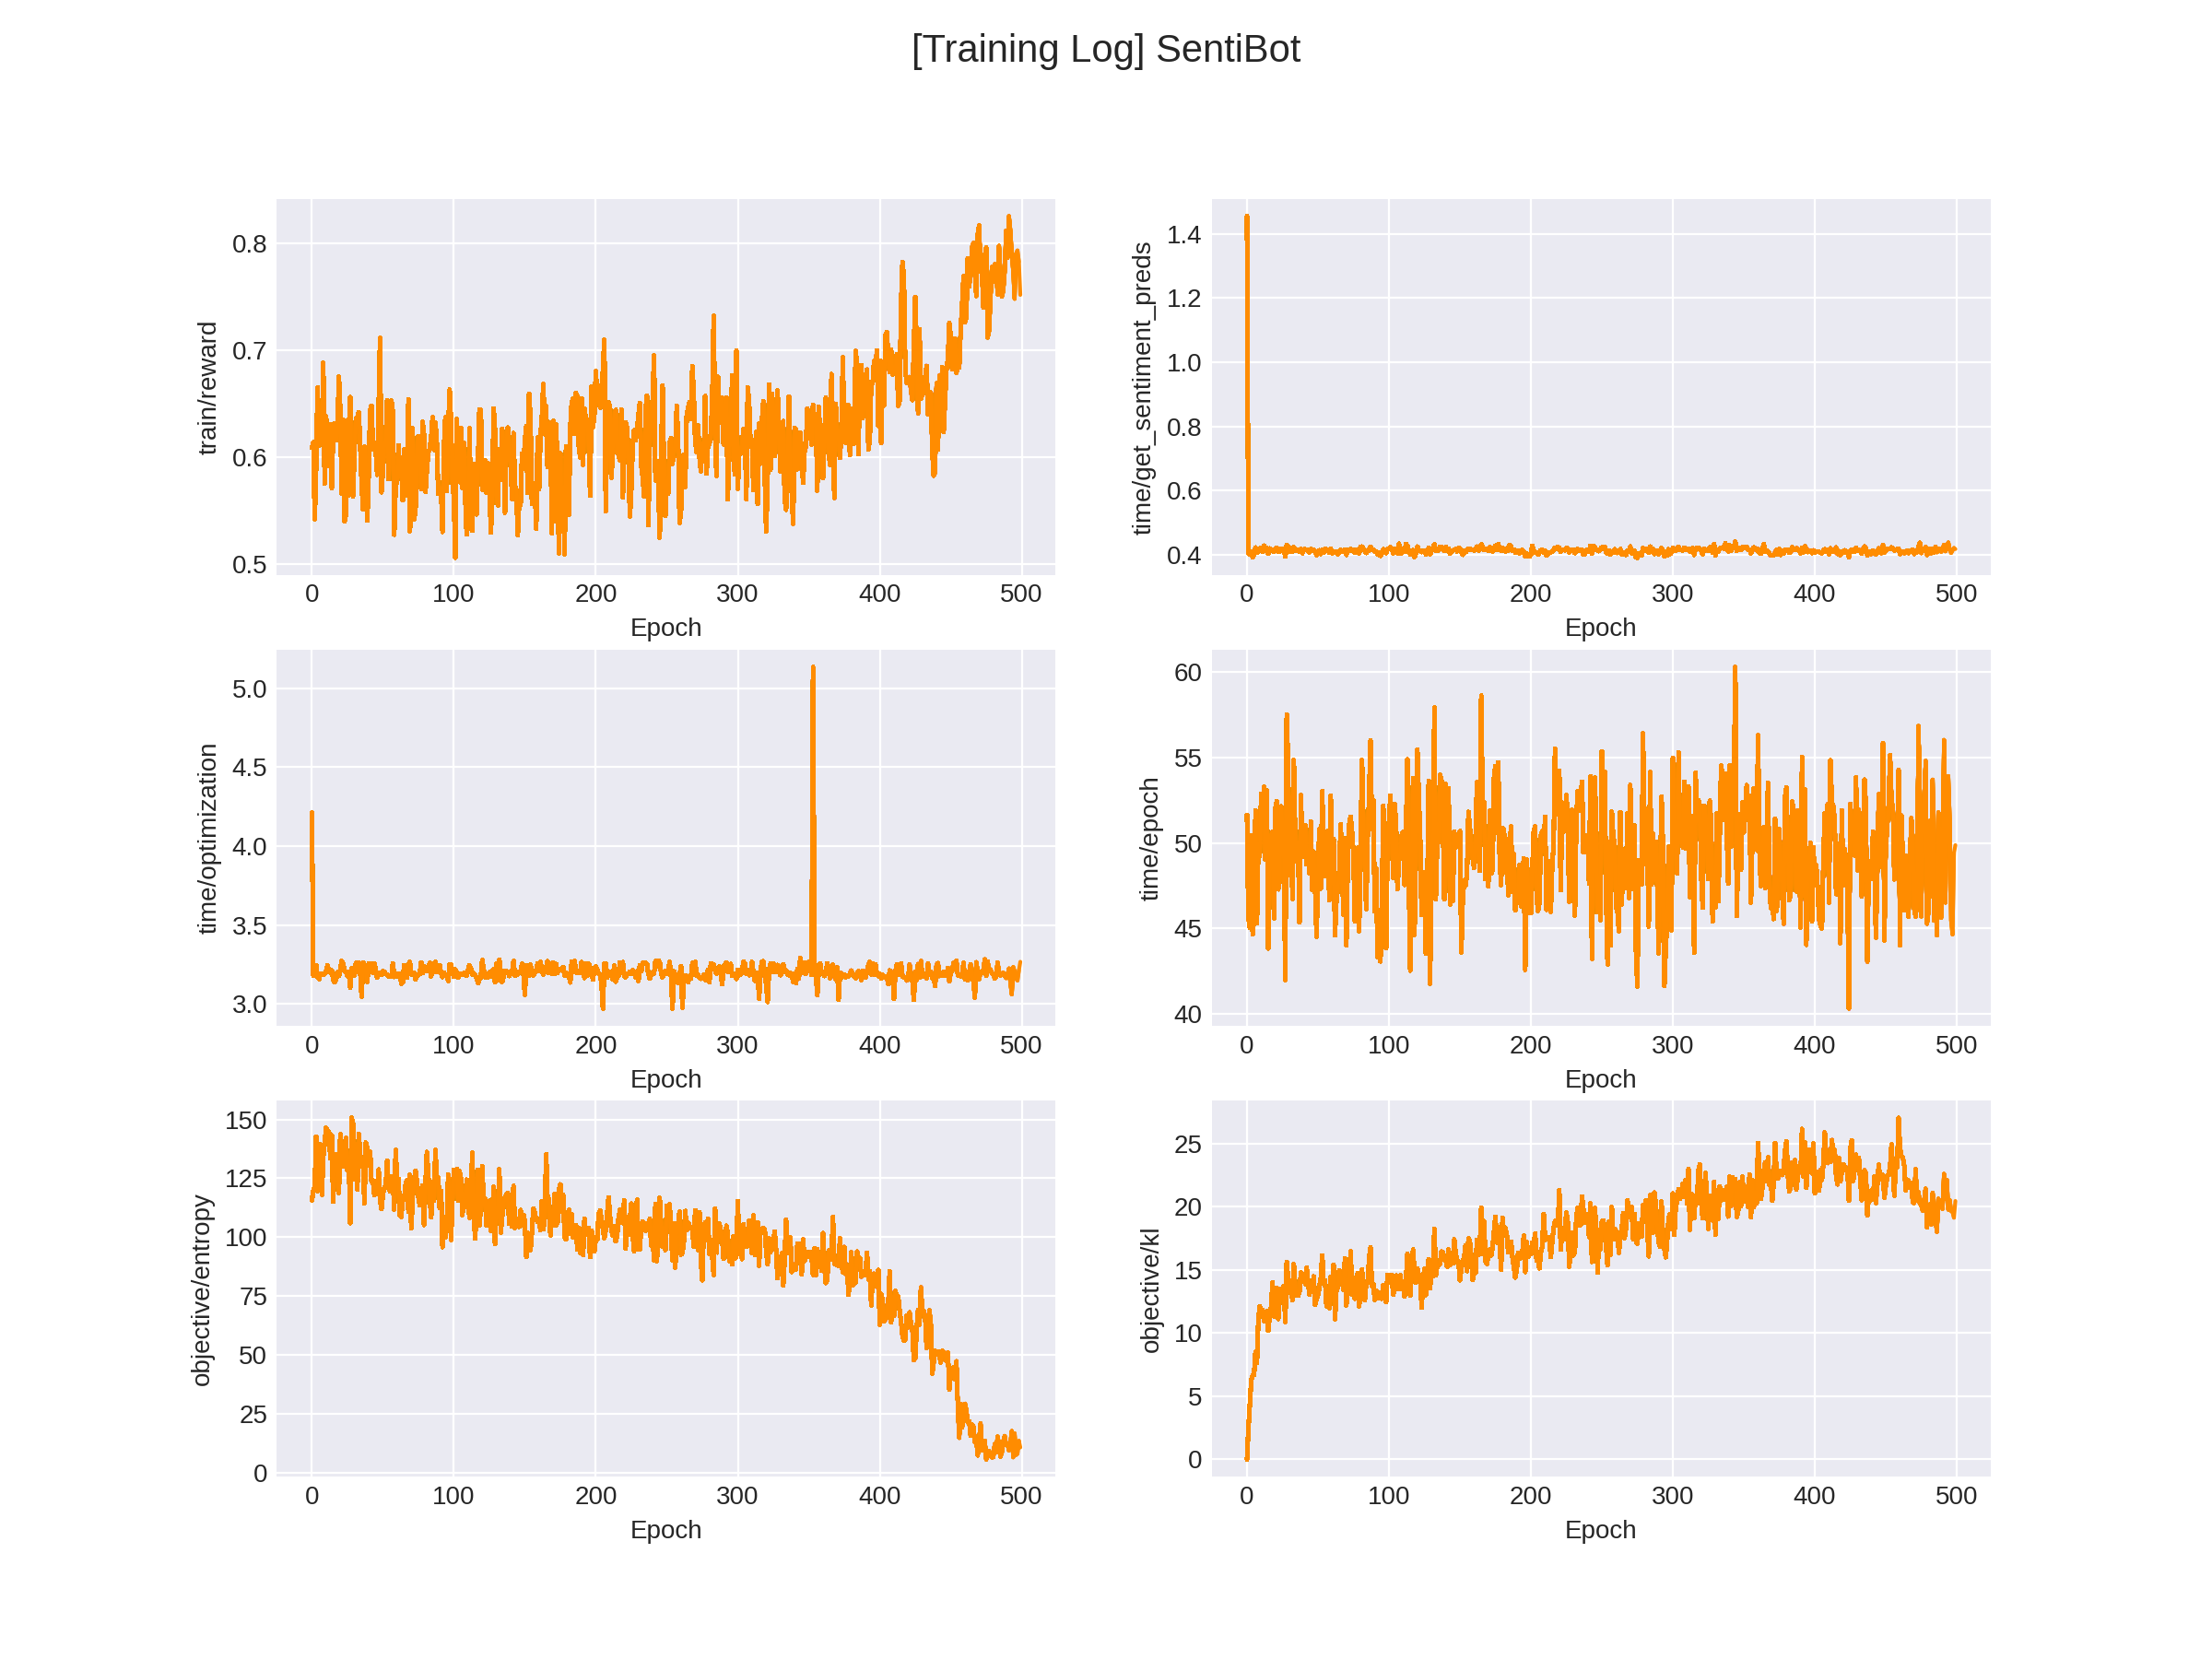 [Training Log] SentiBot
train/reward
0.8
0.7
0.6
0.5
0 100 200 300 400 500
Epoch
time/get_sentiment_preds
1.4
1.2
1.0
0.8
0.6
0.4
0 100 200 300 400 500
Epoch
time/optimization
5.0
4.5
4.0
3.5
3.0
0 100 200 300 400 500
Epoch
time/epoch
60
55
50
45
40
0 100 200 300 400 500
Epoch
objective/entropy
150
125
100
75
50
25
0
0 100 200 300 400 500
Epoch
objective/kl
25
20
15
10
5
0
0 100 200 300 400 500
Epoch